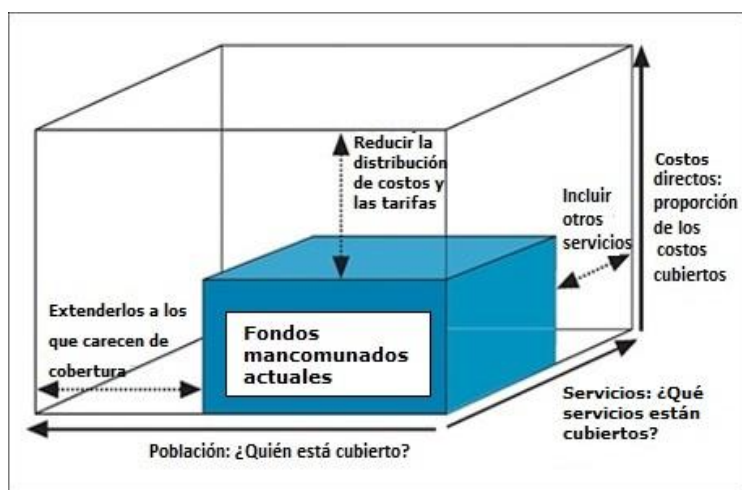 Reducir la
distribución
de costos y
las tarifas
Incluir
otros
servicios
Costos
directos:
proporción
de los
costos
cubiertos
Extenderlos a los
que carecen de
cobertura
Fondos
mancomunados
actuales
Servicios: ¿Qué
servicios están
cubiertos?
Población: ¿Quién está cubierto?